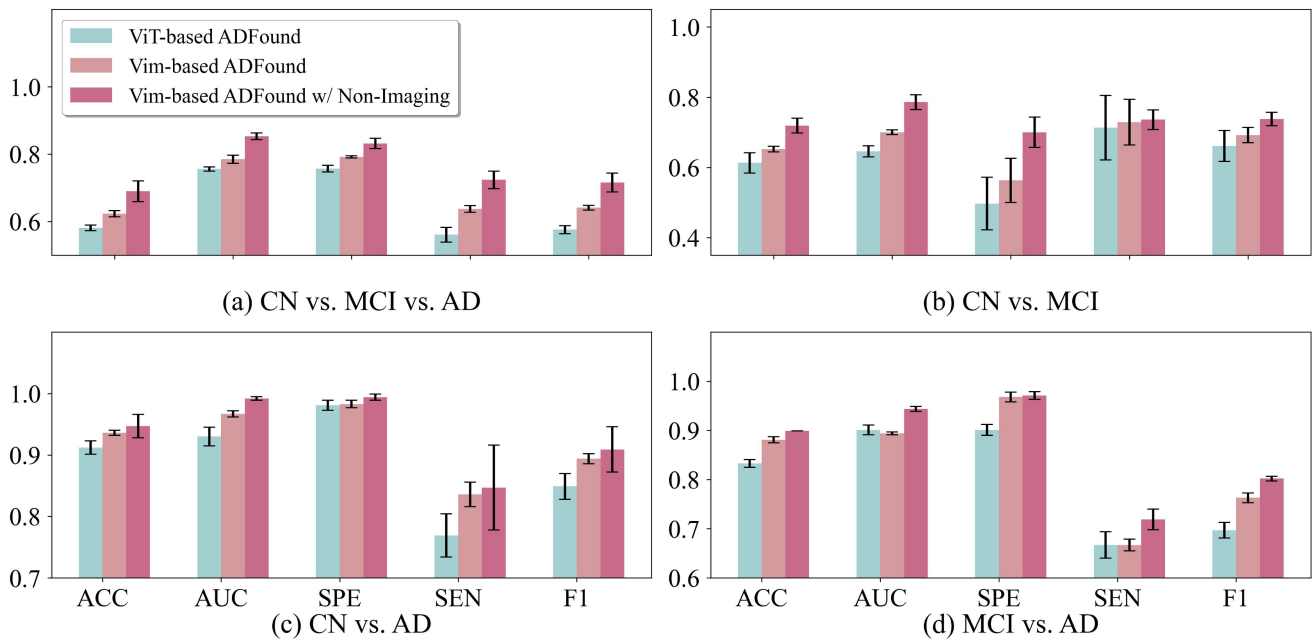 ViT-based ADFound
Vim-based ADFound
Vim-based ADFound w/ Non-Imaging
1.0
0.8
0.6
(a) CN vs. MCI vs. AD
1.0
0.8
0.6
0.4
(b) CN vs. MCI
1.0
0.9
0.8
0.7
ACC AUC SPE SEN F1
(c) CN vs. AD
1.0
0.9
0.8
0.7
0.6
ACC AUC SPE SEN F1
(d) MCI vs. AD